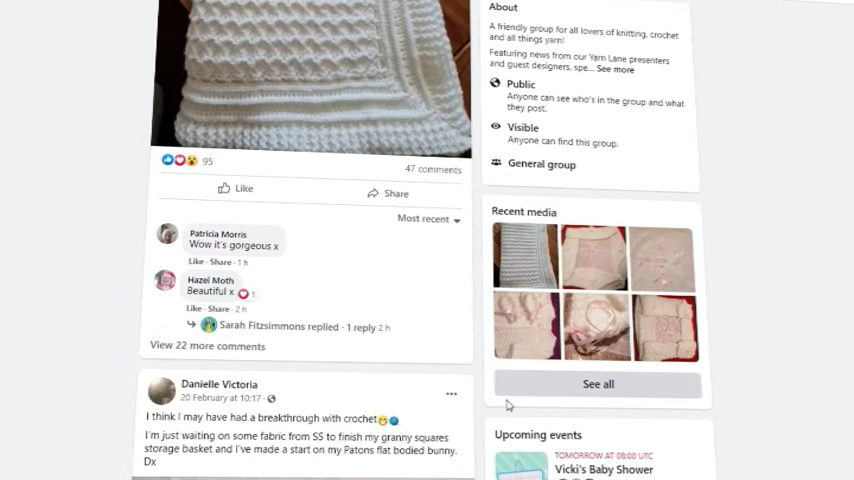 95
47 comments
Like
Share
Most recent
Patricia Morris
Wow it's gorgeous x
Like · Share · 1 h
Hazel Moth
Beautiful x
1
Like · Share · 2 h
Sarah Fitzsimmons replied · 1 reply 2 h
View 22 more comments
Danielle Victoria
20 February at 10:17 ·
I think I may have had a breakthrough with crochet😁🔵
I'm just waiting on some fabric from SS to finish my granny squares
storage basket and I've made a start on my Patons flat bodied bunny.
Dx
About
A friendly group for all lovers of knitting, crochet
and all things yarn!
Featuring news from our Yarn Lane presenters
and guest designers, spe... See more
Public
Anyone can see who's in the group and what
they post.
Visible
Anyone can find this group.
General group
Recent media
See all
Upcoming events
TOMORROW AT 08:00 UTC
Vicki's Baby Shower